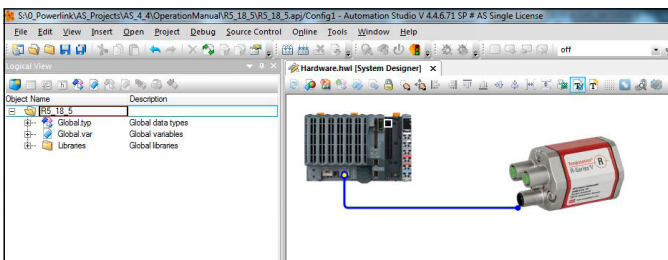 S:\0_Powerlink\AS_Projects\AS_4_4\OperationManual\R5_18_5\R5_18_5.apj/Config1 - Automation Studio V 4.4.6.71 SP # AS Single License
File Edit View Insert Open Project Debug Source Control Online Tools Window Help
off
Logical View
Hardware.hwl [System Designer] X
Object Name Description
R5_18_5
Global.typ Global data types
Global.var Global variables
Libraries Global libraries
Temposonics
R-Series V
R